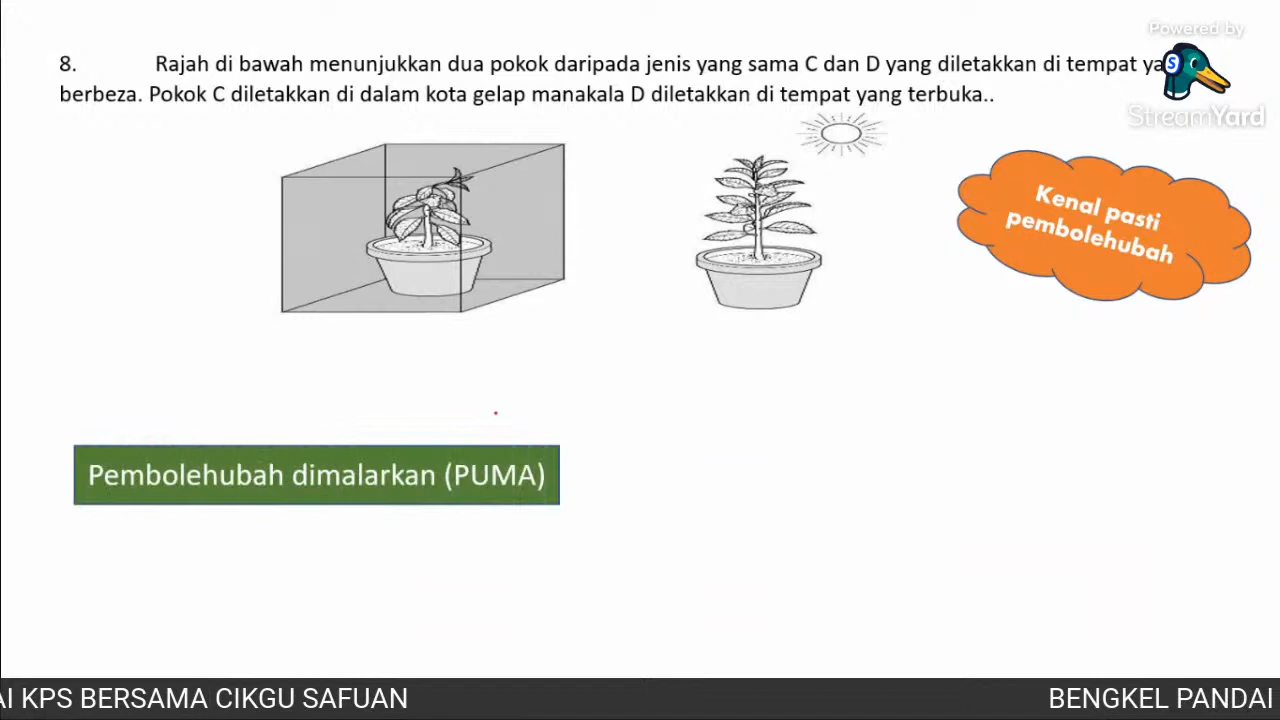 Powered by
8. Rajah di bawah menunjukkan dua pokok daripada jenis yang sama C dan D yang diletakkan di tempat
berbeza. Pokok C diletakkan di dalam kota gelap manakala D diletakkan di tempat yang terbuka..
S
StreamYard
Kenal pasti
pembolehubah
Pembolehubah dimalarkan (PUMA)
AI KPS BERSAMA CIKGU SAFUAN
BENGKEL PANDAI